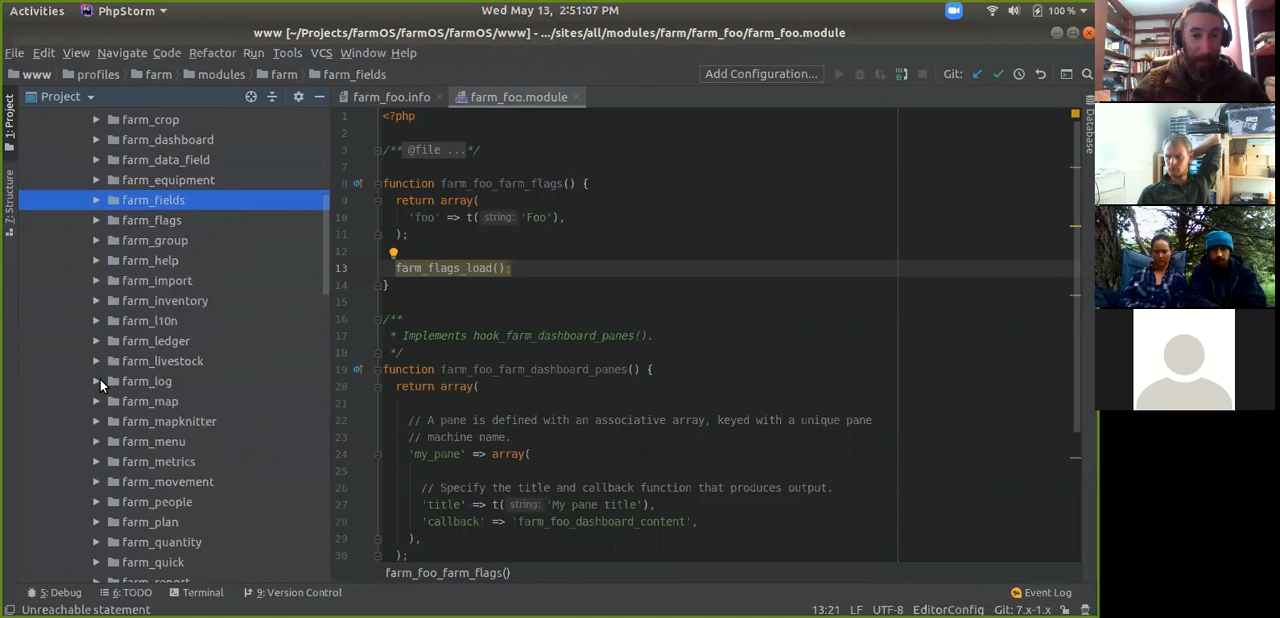 Activities PhpStorm Wed May 13, 2:51:07 PM 100 %
www [~/Projects/farmOS/farmOS/www] - .../sites/all/modules/farm/farm_foo/farm_foo.module
File Edit View Navigate Code Refactor Run Tools VCS Window Help
www profiles farm modules farm farm_fields Add Configuration... Git:
Project farm_foo.info farm_foo.module
1: Project
7: Structure
Database
farm_crop
farm_dashboard
farm_data_field
farm_equipment
farm_fields
farm_flags
farm_group
farm_help
farm_import
farm_inventory
farm_l10n
farm_ledger
farm_livestock
farm_log
farm_map
farm_mapknitter
farm_menu
farm_metrics
farm_movement
farm_people
farm_plan
farm_quantity
farm_quick
farm_report
1 <?php
2
3 /** @file ...*/
7
8 function farm_foo_farm_flags() {
9 return array(
10 'foo' => t( string: 'Foo'),
11 );
12
13 farm_flags_load();
14 }
15
16 /**
17 * Implements hook_farm_dashboard_panes().
18 */
19 function farm_foo_farm_dashboard_panes() {
20 return array(
21
22 // A pane is defined with an associative array, keyed with a unique pane
23 // machine name.
24 'my_pane' => array(
25
26 // Specify the title and callback function that produces output.
27 'title' => t( string: 'My pane title'),
28 'callback' => 'farm_foo_dashboard_content',
29 ),
30 );
farm_foo_farm_flags()
5: Debug 6: TODO Terminal 9: Version Control Event Log
Unreachable statement 13:21 LF UTF-8 EditorConfig Git: 7.x-1.x